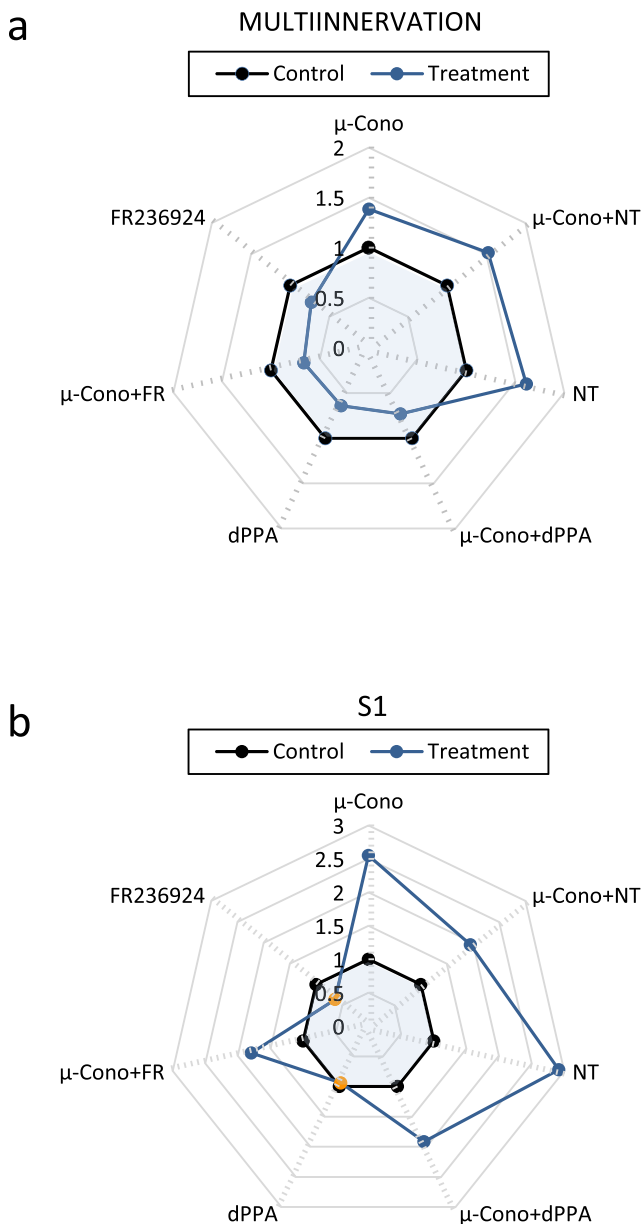 a
MULTIINNERVATION
Control Treatment
μ-Cono
2
1.5
1
0.5
0
FR236924
μ-Cono+NT
μ-Cono+FR
NT
dPPA
μ-Cono+dPPA
b
S1
Control Treatment
μ-Cono
3
2.5
2
1.5
1
0.5
0
FR236924
μ-Cono+NT
μ-Cono+FR
NT
dPPA
μ-Cono+dPPA